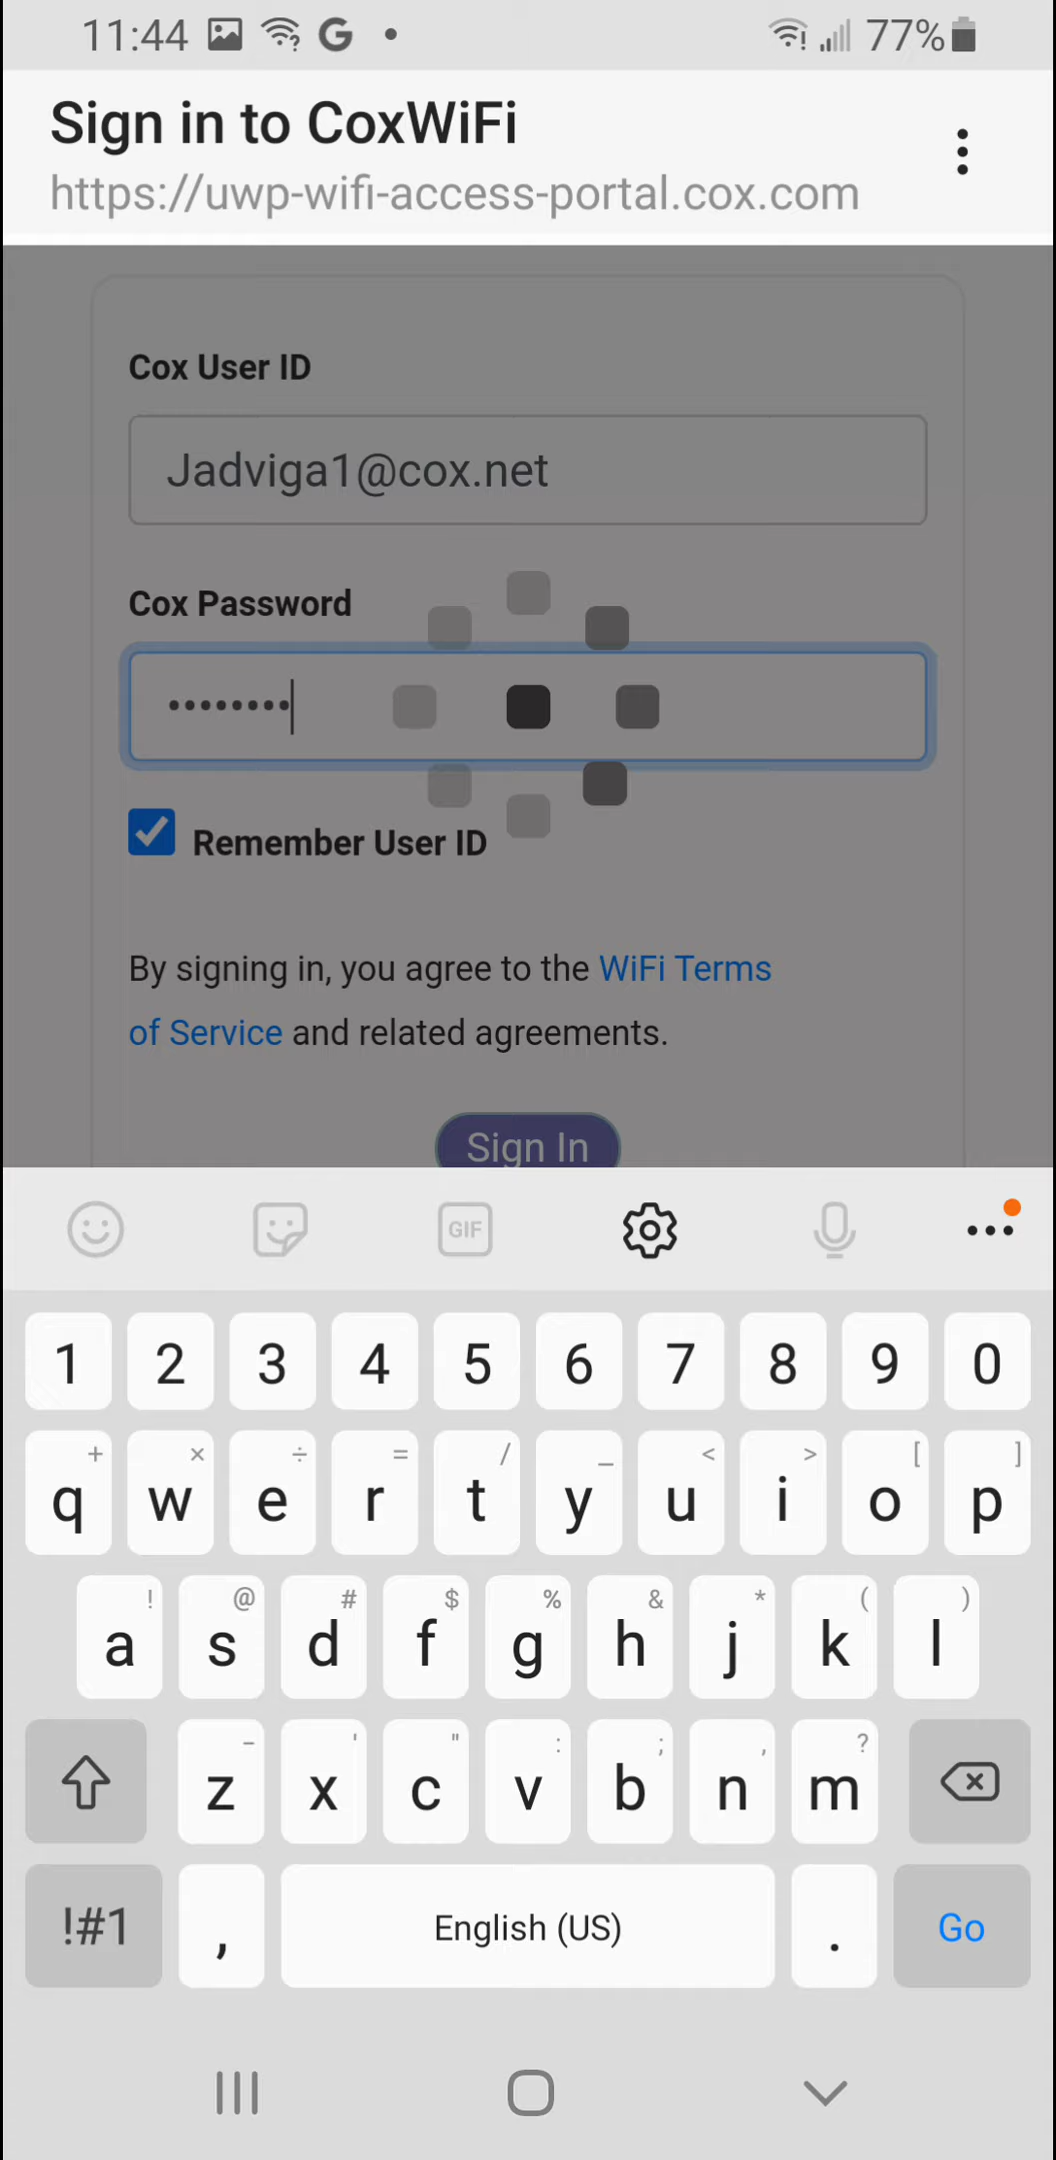 11:44 G 77%
Sign in to CoxWiFi
https://uwp-wifi-access-portal.cox.com
Cox User ID
Jadviga1@cox.net
Cox Password
••••••••
Remember User ID
By signing in, you agree to the WiFi Terms
of Service and related agreements.
Sign In
GIF
1 2 3 4 5 6 7 8 9 0
+ × ÷ = / _ < > [ ]
q w e r t y u i o p
! @ # $ % & * ( )
a s d f g h j k l
- ' " : ; , ?
z x c v b n m
!#1 , English (US) . Go